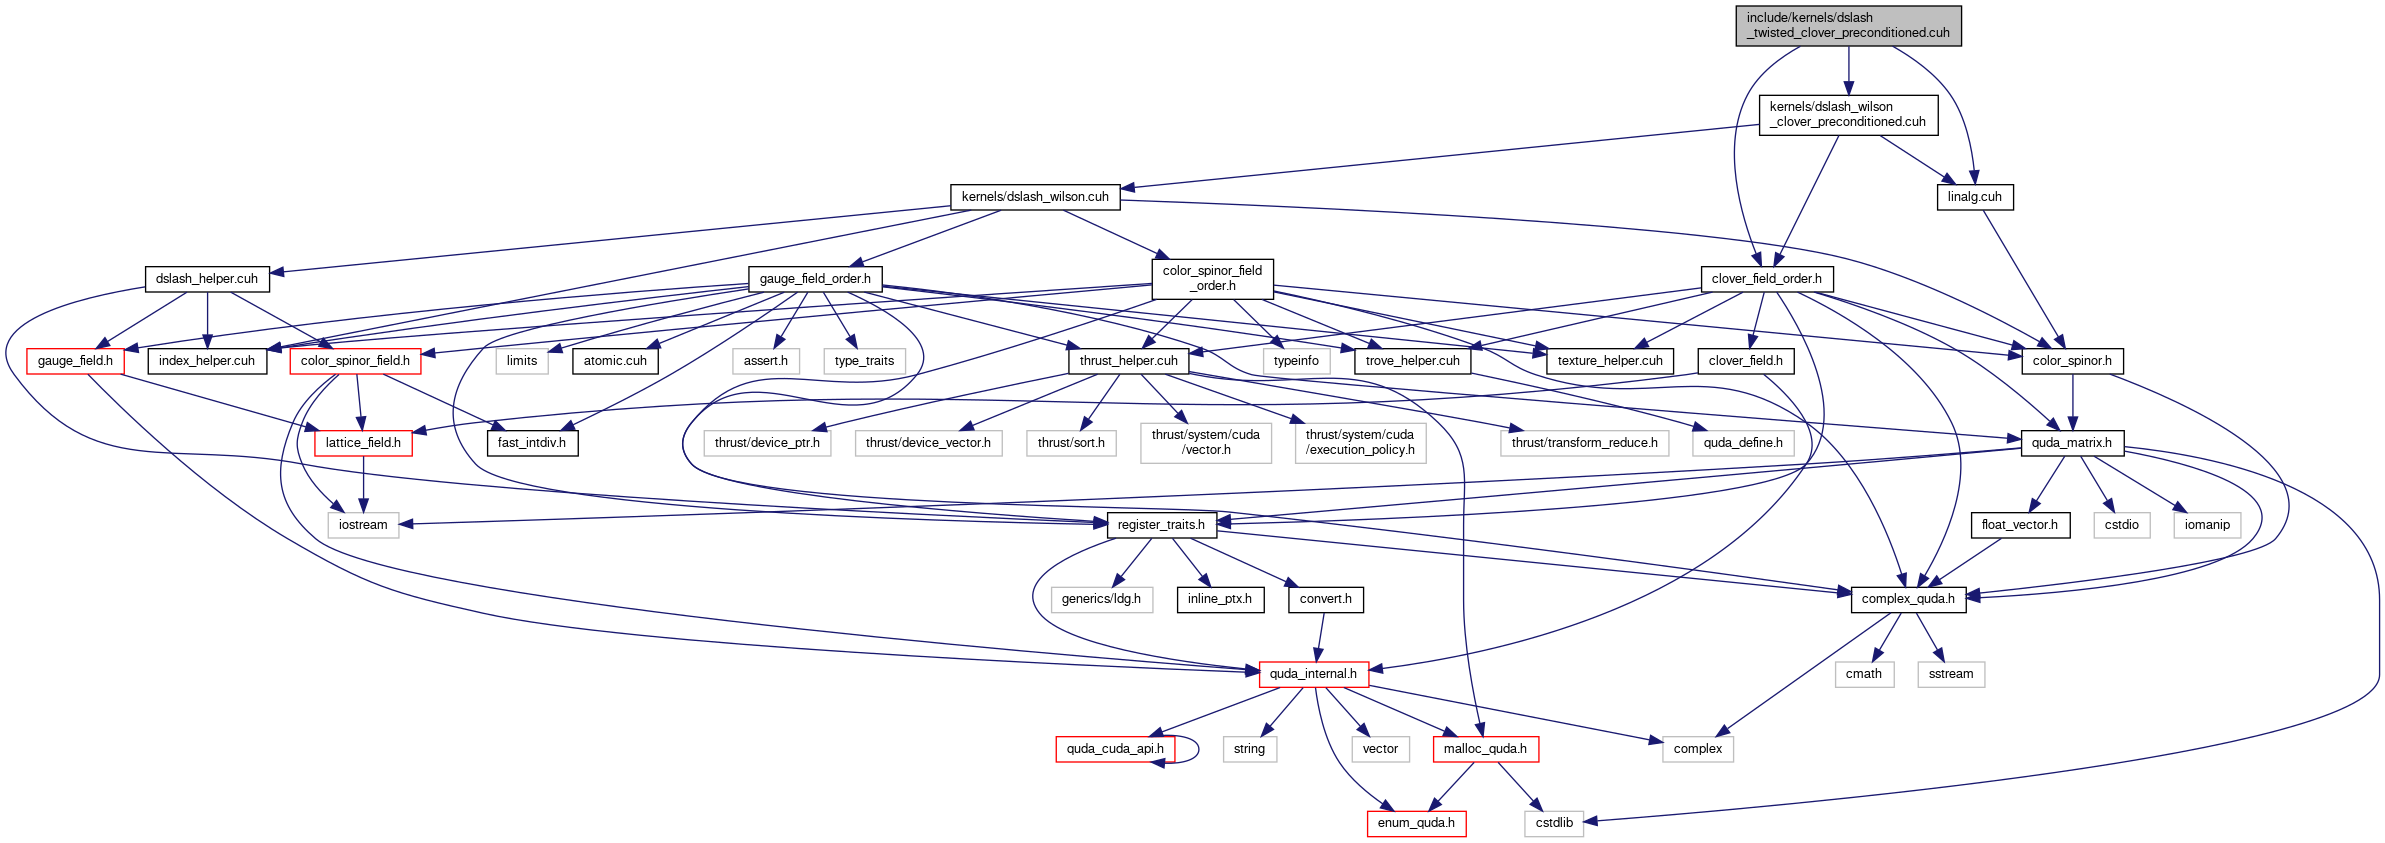 include/kernels/dslash
_twisted_clover_preconditioned.cuh
kernels/dslash_wilson
_clover_preconditioned.cuh
kernels/dslash_wilson.cuh
linalg.cuh
dslash_helper.cuh
gauge_field_order.h
color_spinor_field
_order.h
clover_field_order.h
gauge_field.h
index_helper.cuh
color_spinor_field.h
limits
atomic.cuh
assert.h
type_traits
thrust_helper.cuh
typeinfo
trove_helper.cuh
texture_helper.cuh
clover_field.h
color_spinor.h
lattice_field.h
fast_intdiv.h
thrust/device_ptr.h
thrust/device_vector.h
thrust/sort.h
thrust/system/cuda
/vector.h
thrust/system/cuda
/execution_policy.h
thrust/transform_reduce.h
quda_define.h
quda_matrix.h
iostream
register_traits.h
float_vector.h
cstdio
iomanip
generics/ldg.h
inline_ptx.h
convert.h
complex_quda.h
quda_internal.h
cmath
sstream
quda_cuda_api.h
string
vector
malloc_quda.h
complex
enum_quda.h
cstdlib